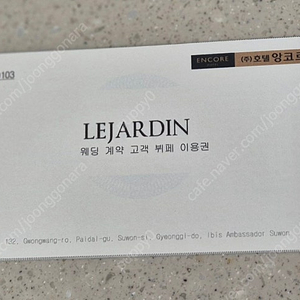 0103
ENCORE
(주)호텔 앙코르
LEJARDIN
웨딩 계약 고객 뷔페 이용권
132, Gwongwang-ro, Paldal-gu, Suwon-si, Gyeonggi-do, ibis Ambassador Suwon